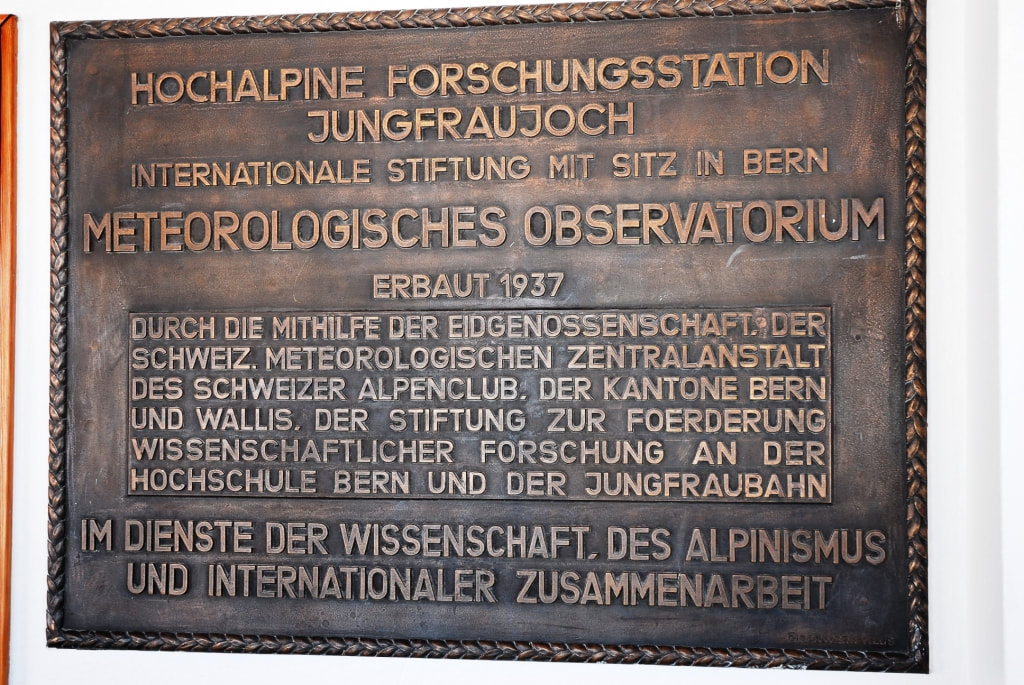 HOCHALPINE FORSCHUNGSSTATION
JUNGFRAUJOCH
INTERNATIONALE STIFTUNG MIT SITZ IN BERN
METEOROLOGISCHES OBSERVATORIUM
ERBAUT 1937
DURCH DIE MITHILFE DER EIDGENOSSENSCHAFT, DER
SCHWEIZ. METEOROLOGISCHEN ZENTRALANSTALT
DES SCHWEIZER ALPENCLUB, DER KANTONE BERN
UND WALLIS, DER STIFTUNG ZUR FOERDERUNG
WISSENSCHAFTLICHER FORSCHUNG AN DER
HOCHSCHULE BERN UND DER JUNGFRAUBAHN
IM DIENSTE DER WISSENSCHAFT, DES ALPINISMUS
UND INTERNATIONALER ZUSAMMENARBEIT